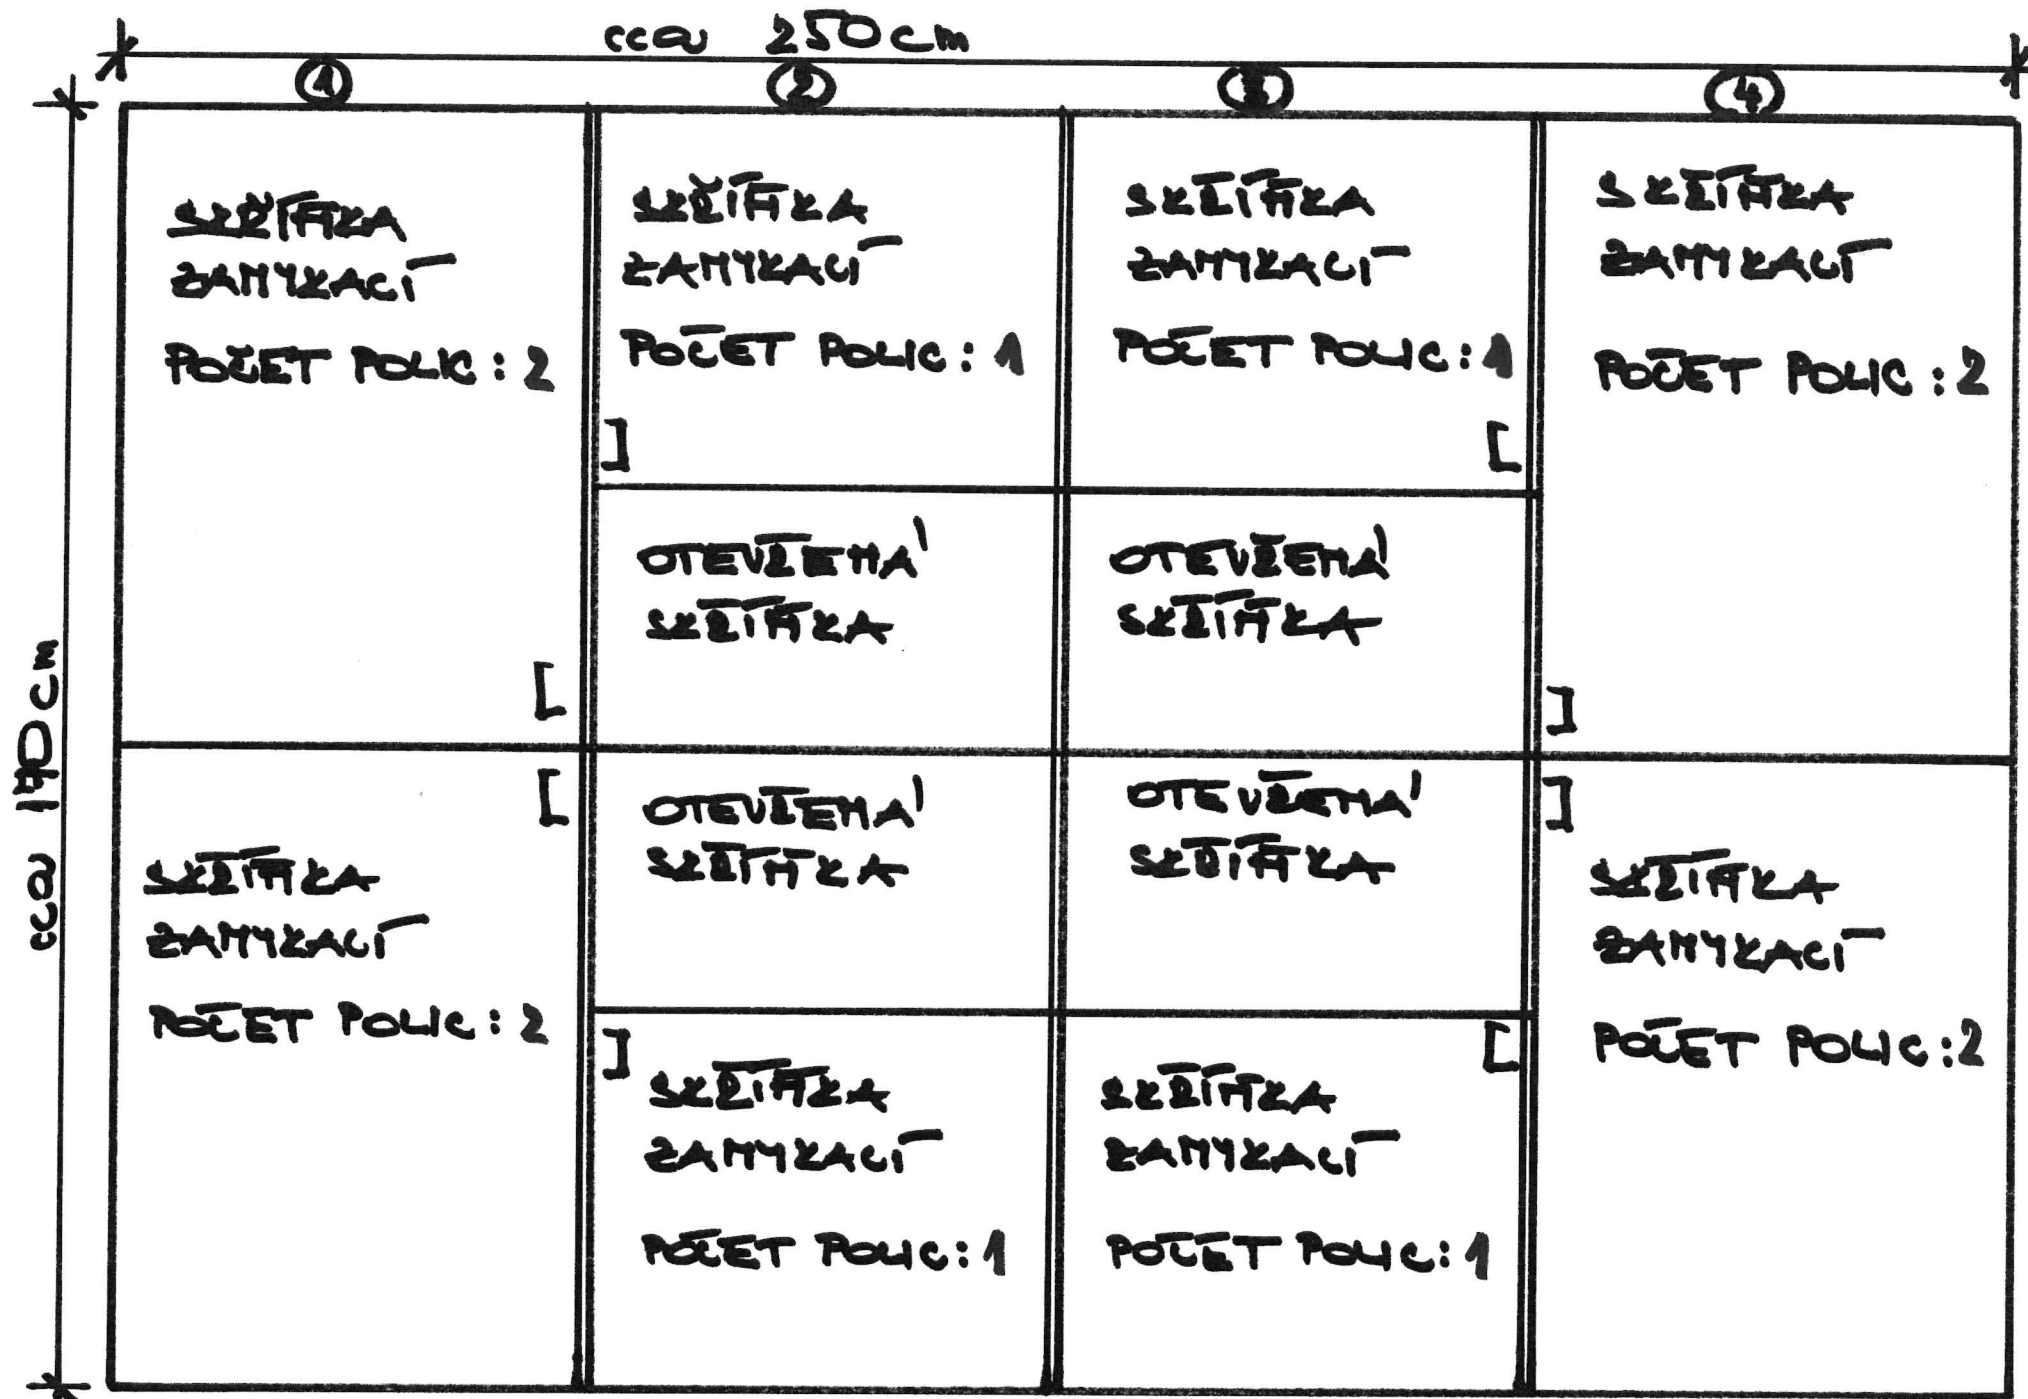 cca 250cm
1 2 3 4
SKŘÍŇKA
ZAMYKACÍ
POČET POLIC: 2
SKŘÍŇKA
ZAMYKACÍ
POČET POLIC: 1
SKŘÍŇKA
ZAMYKACÍ
POČET POLIC: 1
SKŘÍŇKA
ZAMYKACÍ
POČET POLIC: 2
OTEVŘENÁ
SKŘÍŇKA
OTEVŘENÁ
SKŘÍŇKA
cca 170cm
SKŘÍŇKA
ZAMYKACÍ
POČET POLIC: 2
OTEVŘENÁ
SKŘÍŇKA
OTEVŘENÁ
SKŘÍŇKA
SKŘÍŇKA
ZAMYKACÍ
POČET POLIC: 2
SKŘÍŇKA
ZAMYKACÍ
POČET POLIC: 1
SKŘÍŇKA
ZAMYKACÍ
POČET POLIC: 1